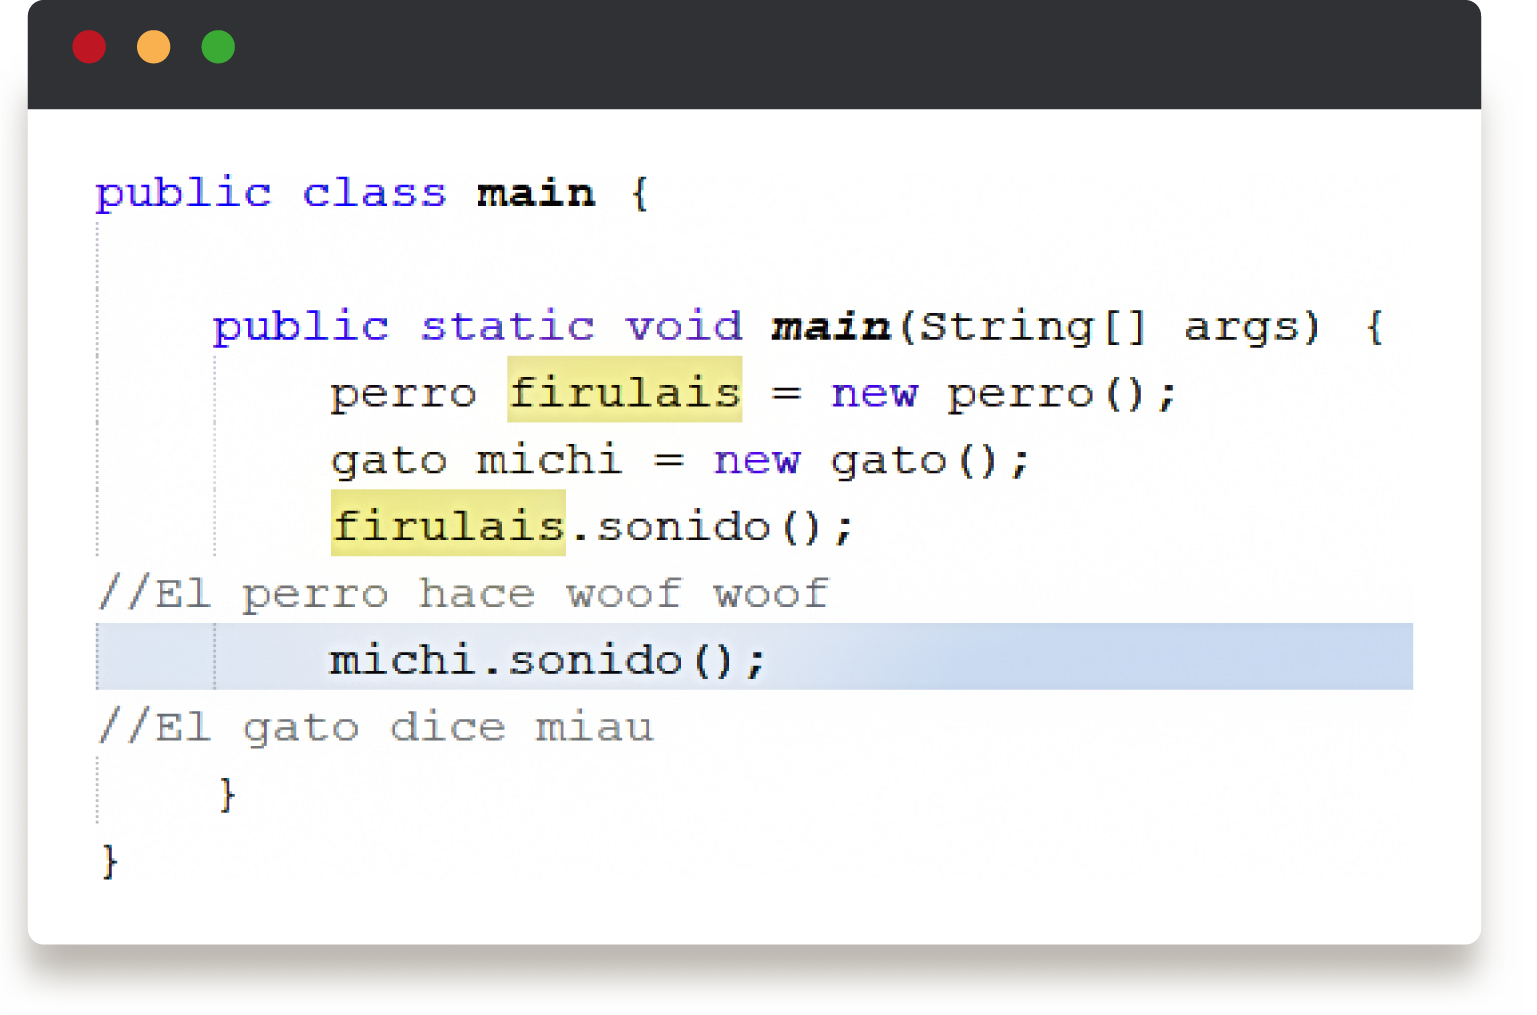 public class main {
public static void main(String[] args) {
perro firulais = new perro();
gato michi = new gato();
firulais.sonido();
//El perro hace woof woof
michi.sonido();
//El gato dice miau
}
}